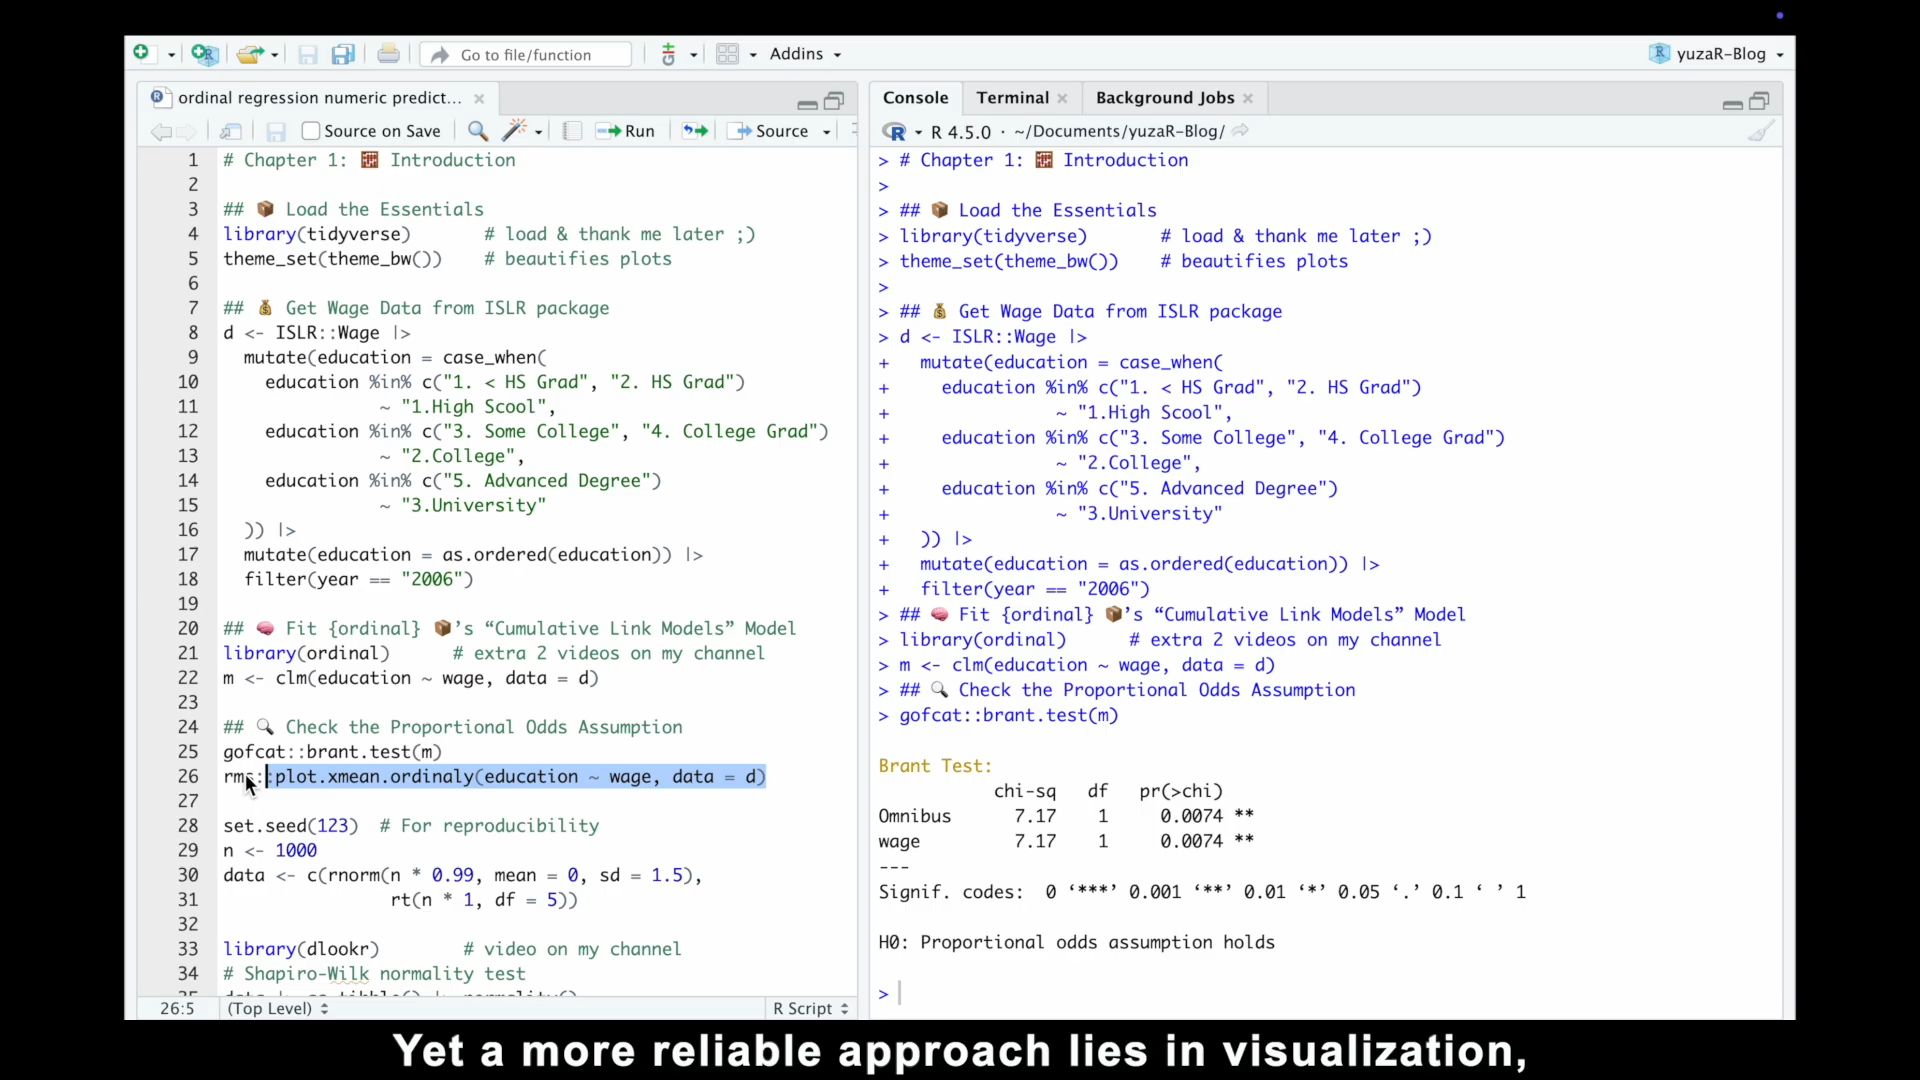 Go to file/function
Addins
yuzaR-Blog
ordinal regression numeric predict...
Source on Save
Run
Source
1 # Chapter 1: 🧱 Introduction
2
3 ## 📦 Load the Essentials
4 library(tidyverse) # load & thank me later ;)
5 theme_set(theme_bw()) # beautifies plots
6
7 ## 💰 Get Wage Data from ISLR package
8 d <- ISLR::Wage |>
9 mutate(education = case_when(
10 education %in% c("1. < HS Grad", "2. HS Grad")
11 ~ "1.High Scool",
12 education %in% c("3. Some College", "4. College Grad")
13 ~ "2.College",
14 education %in% c("5. Advanced Degree")
15 ~ "3.University"
16 )) |>
17 mutate(education = as.ordered(education)) |>
18 filter(year == "2006")
19
20 ## 🧠 Fit {ordinal} 📦's “Cumulative Link Models” Model
21 library(ordinal) # extra 2 videos on my channel
22 m <- clm(education ~ wage, data = d)
23
24 ## 🔍 Check the Proportional Odds Assumption
25 gofcat::brant.test(m)
26 rms::plot.xmean.ordinaly(education ~ wage, data = d)
27
28 set.seed(123) # For reproducibility
29 n <- 1000
30 data <- c(rnorm(n * 0.99, mean = 0, sd = 1.5),
31 rt(n * 1, df = 5))
32
33 library(dlookr) # video on my channel
34 # Shapiro-Wilk normality test
26:5 (Top Level) R Script
Console Terminal Background Jobs
R 4.5.0 · ~/Documents/yuzaR-Blog/
> # Chapter 1: 🧱 Introduction
>
> ## 📦 Load the Essentials
> library(tidyverse) # load & thank me later ;)
> theme_set(theme_bw()) # beautifies plots
>
> ## 💰 Get Wage Data from ISLR package
> d <- ISLR::Wage |>
+ mutate(education = case_when(
+ education %in% c("1. < HS Grad", "2. HS Grad")
+ ~ "1.High Scool",
+ education %in% c("3. Some College", "4. College Grad")
+ ~ "2.College",
+ education %in% c("5. Advanced Degree")
+ ~ "3.University"
+ )) |>
+ mutate(education = as.ordered(education)) |>
+ filter(year == "2006")
> ## 🧠 Fit {ordinal} 📦’s “Cumulative Link Models” Model
> library(ordinal) # extra 2 videos on my channel
> m <- clm(education ~ wage, data = d)
> ## 🔍 Check the Proportional Odds Assumption
> gofcat::brant.test(m)
Brant Test:
chi-sq df pr(>chi)
Omnibus 7.17 1 0.0074 **
wage 7.17 1 0.0074 **
---
Signif. codes: 0 ‘***’ 0.001 ‘**’ 0.01 ‘*’ 0.05 ‘.’ 0.1 ‘ ’ 1
H0: Proportional odds assumption holds
>
Yet a more reliable approach lies in visualization,